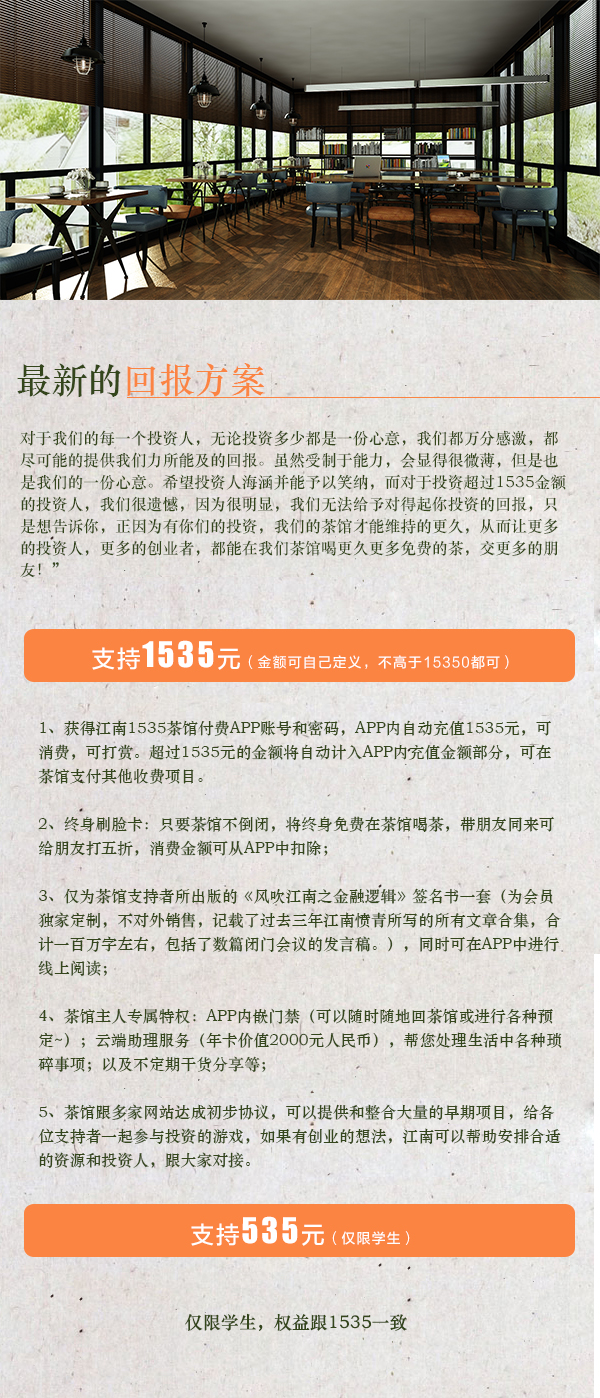 最新的回报方案
对于我们的每一个投资人，无论投资多少都是一份心意，我们都万分感激，都
尽可能的提供我们力所能及的回报。虽然受制于能力，会显得很微薄，但是也
是我们的一份心意。希望投资人海涵并能予以笑纳，而对于投资超过1535金额
的投资人，我们很遗憾，因为很明显，我们无法给予对得起你投资的回报，只
是想告诉你，正因为有你们的投资，我们的茶馆才能维持的更久，从而让更多
的投资人，更多的创业者，都能在我们茶馆喝更久更多免费的茶，交更多的朋
友！”
支持1535元（金额可自己定义，不高于15350都可）
1、获得江南1535茶馆付费APP账号和密码，APP内自动充值1535元，可
消费，可打赏。超过1535元的金额将自动计入APP内充值金额部分，可在
茶馆支付其他收费项目。
2、终身刷脸卡：只要茶馆不倒闭，将终身免费在茶馆喝茶，带朋友同来可
给朋友打五折，消费金额可从APP中扣除；
3、仅为茶馆支持者所出版的《风吹江南之金融逻辑》签名书一套（为会员
独家定制，不对外销售，记载了过去三年江南愤青所写的所有文章合集，合
计一百万字左右，包括了数篇闭门会议的发言稿。），同时可在APP中进行
线上阅读；
4、茶馆主人专属特权：APP内嵌门禁（可以随时随地回茶馆或进行各种预
定~）；云端助理服务（年卡价值2000元人民币），帮您处理生活中各种琐
碎事项；以及不定期干货分享等；
5、茶馆跟多家网站达成初步协议，可以提供和整合大量的早期项目，给各
位支持者一起参与投资的游戏，如果有创业的想法，江南可以帮助安排合适
的资源和投资人，跟大家对接。
支持535元（仅限学生）
仅限学生，权益跟1535一致